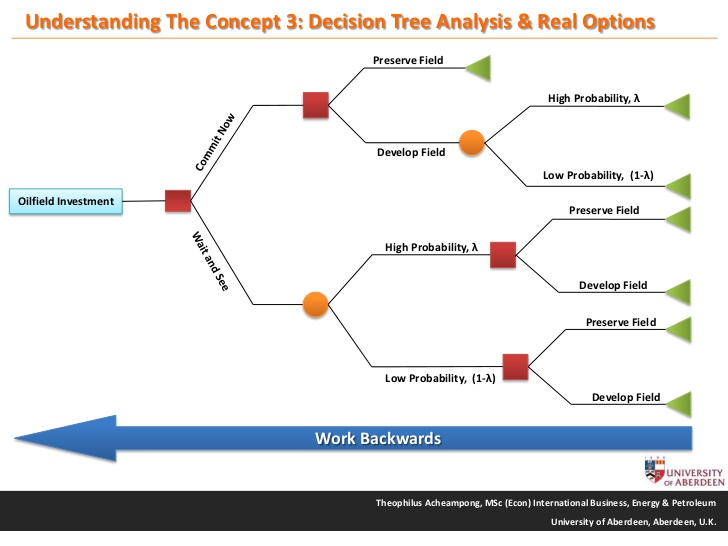 Understanding The Concept 3: Decision Tree Analysis & Real Options
Preserve Field
High Probability, λ
Commit Now
Develop Field
Low Probability, (1-λ)
Oilfield Investment
Preserve Field
Wait and See
High Probability, λ
Develop Field
Preserve Field
Low Probability, (1-λ)
Develop Field
Work Backwards
UNIVERSITY
OF ABERDEEN
Theophilus Acheampong, MSc (Econ) International Business, Energy & Petroleum
University of Aberdeen, Aberdeen, U.K.